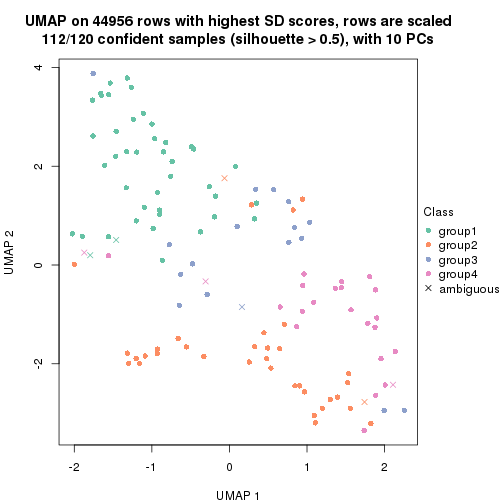 UMAP on 44956 rows with highest SD scores, rows are scaled
112/120 confident samples (silhouette > 0.5), with 10 PCs
4
2
0
-2
UMAP 2
-2
-1
0
1
2
UMAP 1
Class
group1
group2
group3
group4
ambiguous